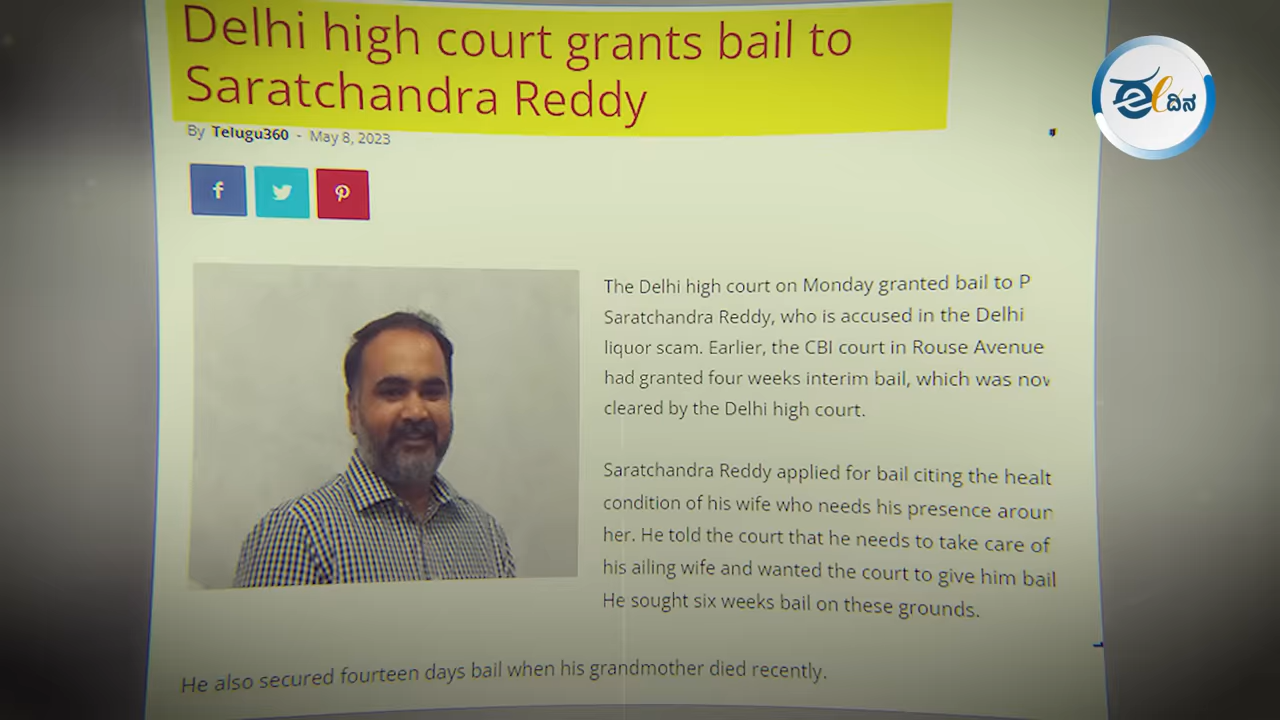 Delhi high court grants bail to
Saratchandra Reddy
By Telugu360 - May 8, 2023
The Delhi high court on Monday granted bail to P
Saratchandra Reddy, who is accused in the Delhi
liquor scam. Earlier, the CBI court in Rouse Avenue
had granted four weeks interim bail, which was nov
cleared by the Delhi high court.
Saratchandra Reddy applied for bail citing the healt
condition of his wife who needs his presence aroun
her. He told the court that he needs to take care of
his ailing wife and wanted the court to give him bail
He sought six weeks bail on these grounds.
He also secured fourteen days bail when his grandmother died recently.
ದಿನ